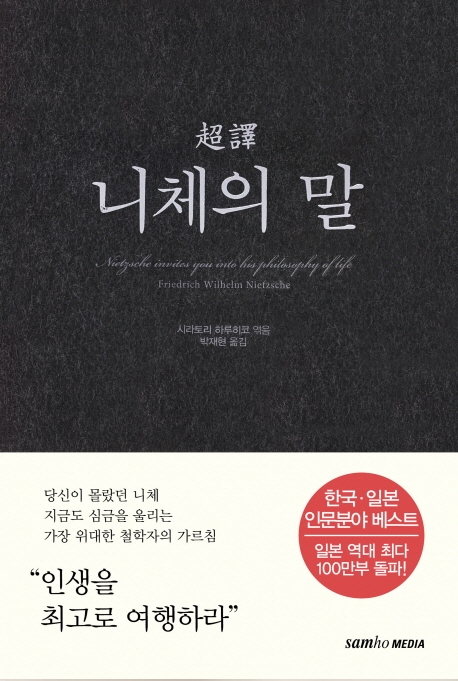 超譯
니체의 말
Nietzsche invites you into his philosophy of life
Friedrich Wilhelm Nietzsche
시라토리 하루히코 엮음
박재현 옮김
당신이 몰랐던 니체
지금도 심금을 울리는
가장 위대한 철학자의 가르침
“인생을
최고로 여행하라”
한국·일본
인문분야 베스트
일본 역대 최다
100만부 돌파!
samho MEDIA